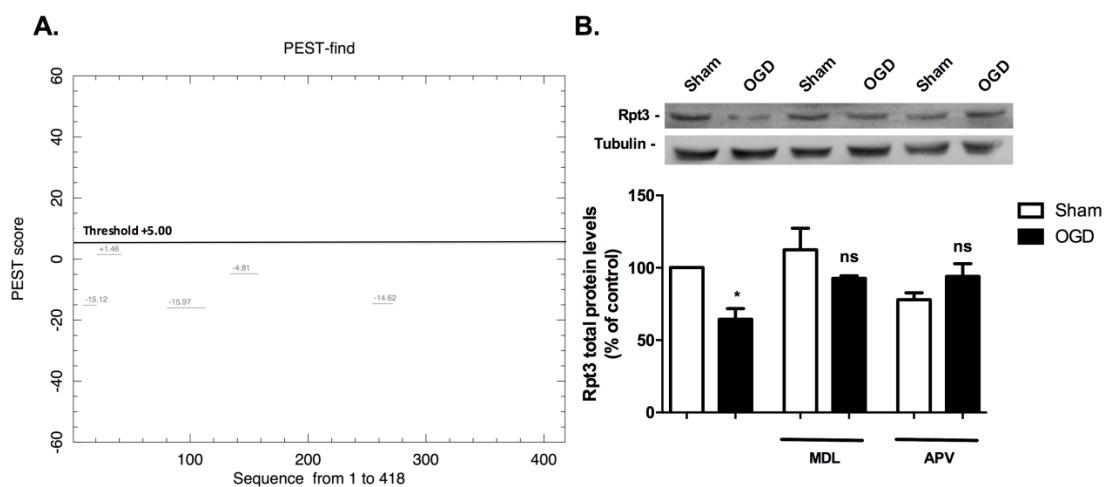 A.
PEST-find
PEST score
60
40
20
0
-20
-40
-60
Threshold +5.00
+1.46
-4.81
-15.12
-15.97
-14.62
100
200
300
400
Sequence from 1 to 418
B.
Sham OGD Sham OGD Sham OGD
Rpt3 -
Tubulin -
Rpt3 total protein levels
(% of control)
150
100
50
0
*
ns
ns
Sham
OGD
MDL
APV